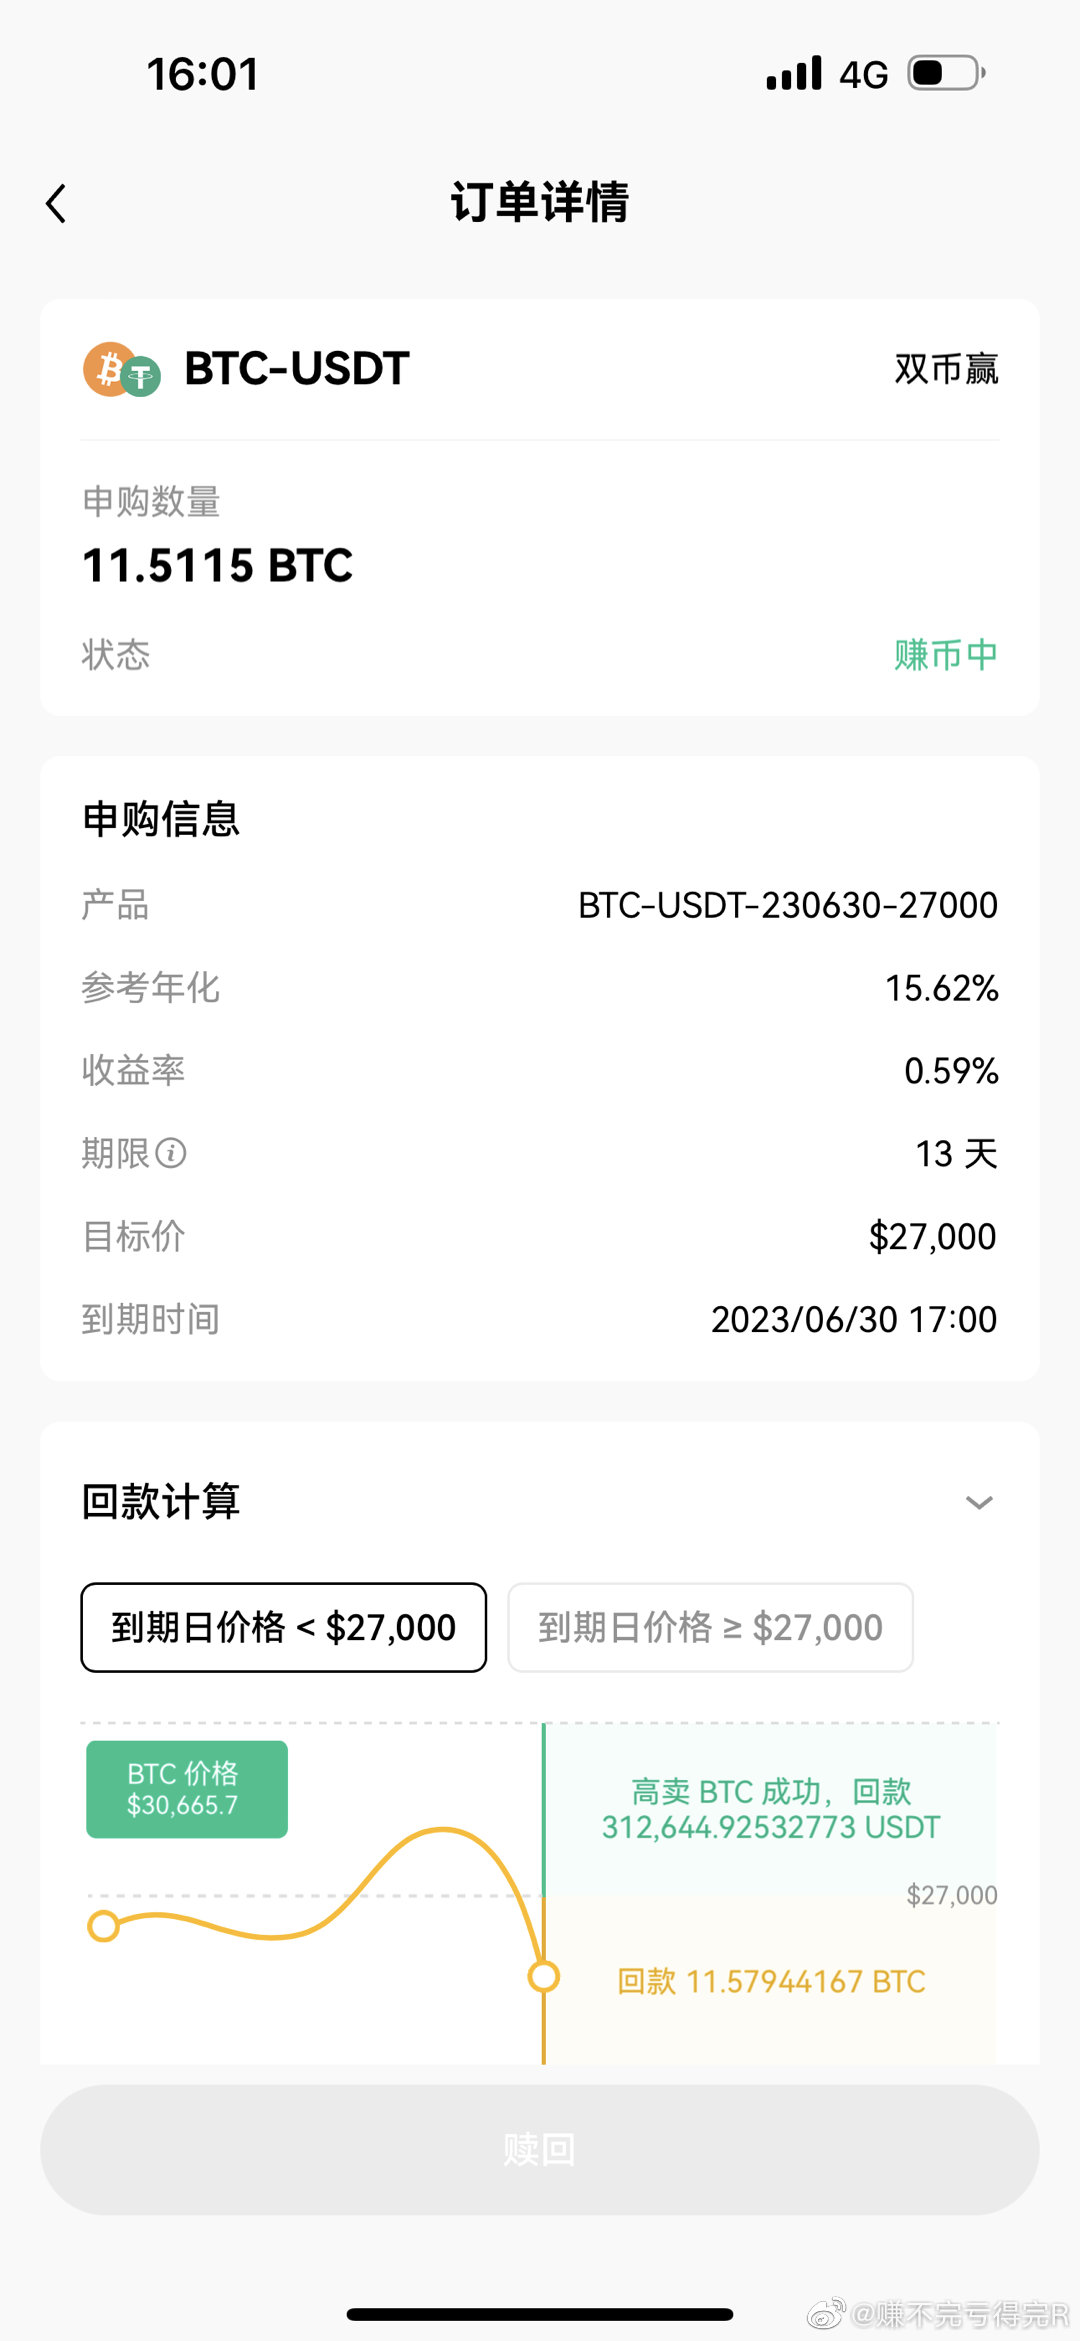 16:01
4G
订单详情
BTC-USDT
双币赢
申购数量
11.5115 BTC
状态
赚币中
申购信息
产品
BTC-USDT-230630-27000
参考年化
15.62%
收益率
0.59%
期限
13 天
目标价
$27,000
到期时间
2023/06/30 17:00
回款计算
到期日价格 < $27,000
到期日价格 ≥ $27,000
BTC 价格
$30,665.7
高卖 BTC 成功，回款
312,644.92532773 USDT
$27,000
回款 11.57944167 BTC
赎回
@赚不完亏得完R